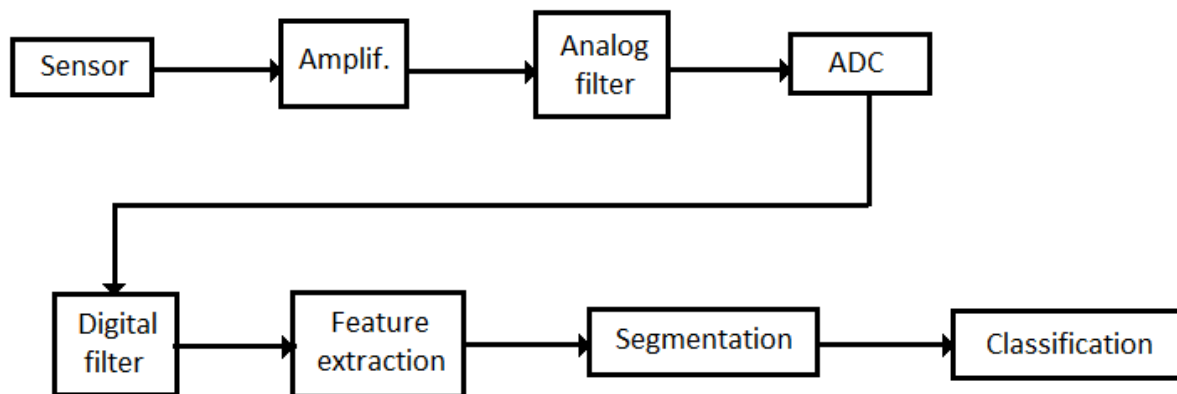 Sensor
Amplif.
Analog
filter
ADC
Digital
filter
Feature
extraction
Segmentation
Classification